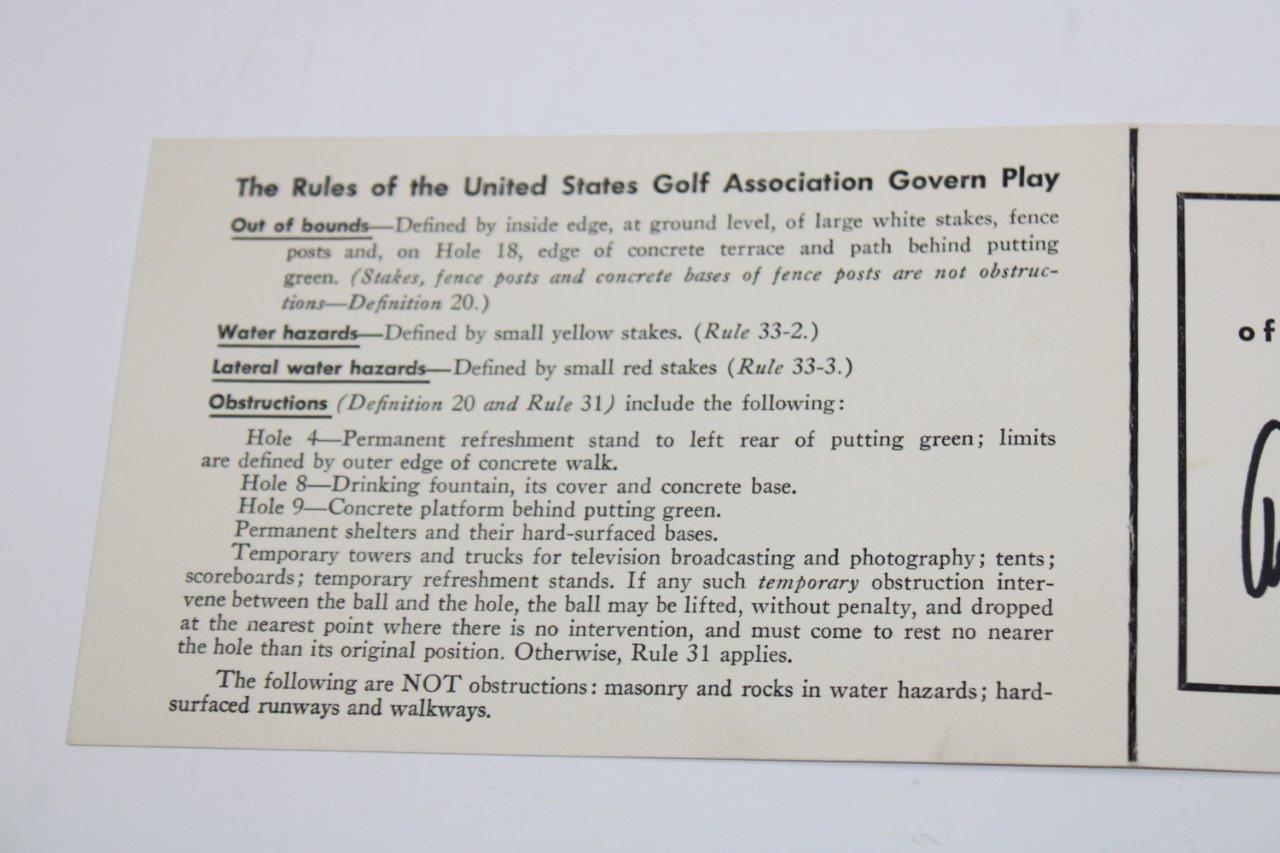 The Rules of the United States Golf Association Govern Play
Out of bounds—Defined by inside edge, at ground level, of large white stakes, fence
posts and, on Hole 18, edge of concrete terrace and path behind putting
green. (Stakes, fence posts and concrete bases of fence posts are not obstruc-
tions—Definition 20.)
Water hazards—Defined by small yellow stakes. (Rule 33-2.)
Lateral water hazards—Defined by small red stakes (Rule 33-3.)
Obstructions (Definition 20 and Rule 31) include the following:
Hole 4—Permanent refreshment stand to left rear of putting green; limits
are defined by outer edge of concrete walk.
Hole 8—Drinking fountain, its cover and concrete base.
Hole 9—Concrete platform behind putting green.
Permanent shelters and their hard-surfaced bases.
Temporary towers and trucks for television broadcasting and photography; tents;
scoreboards; temporary refreshment stands. If any such temporary obstruction inter-
vene between the ball and the hole, the ball may be lifted, without penalty, and dropped
at the nearest point where there is no intervention, and must come to rest no nearer
the hole than its original position. Otherwise, Rule 31 applies.
The following are NOT obstructions: masonry and rocks in water hazards; hard-
surfaced runways and walkways.
of